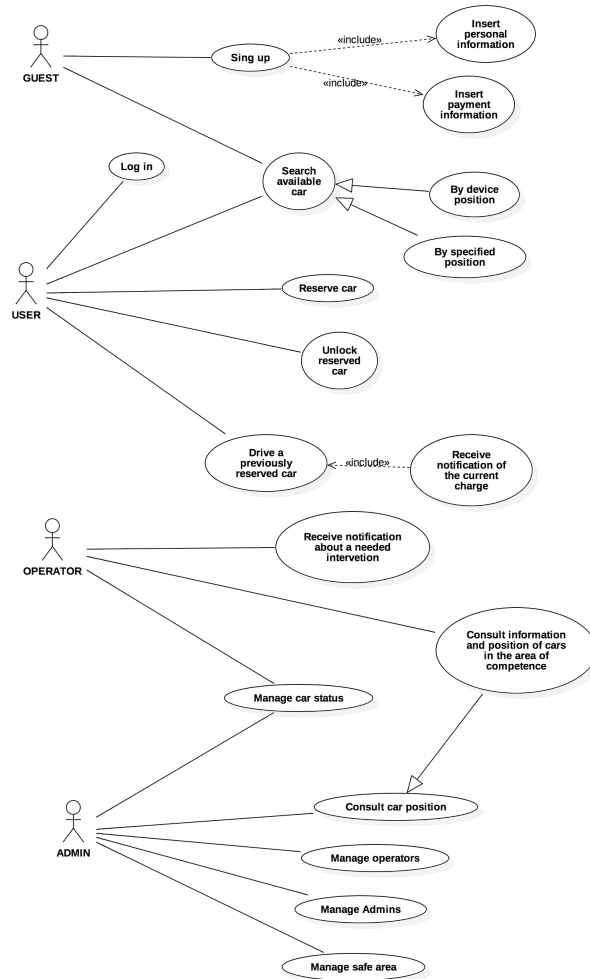 GUEST
Sing up
«include»
Insert
personal
information
«include»
Insert
payment
information
Log in
Search
available
car
By device
position
By specified
position
USER
Reserve car
Unlock
reserved
car
Drive a
previously
reserved car
«include»
Receive
notification of
the current
charge
OPERATOR
Receive notification
about a needed
intervetion
Consult information
and position of cars
in the area of
competence
Manage car status
ADMIN
Consult car position
Manage operators
Manage Admins
Manage safe area